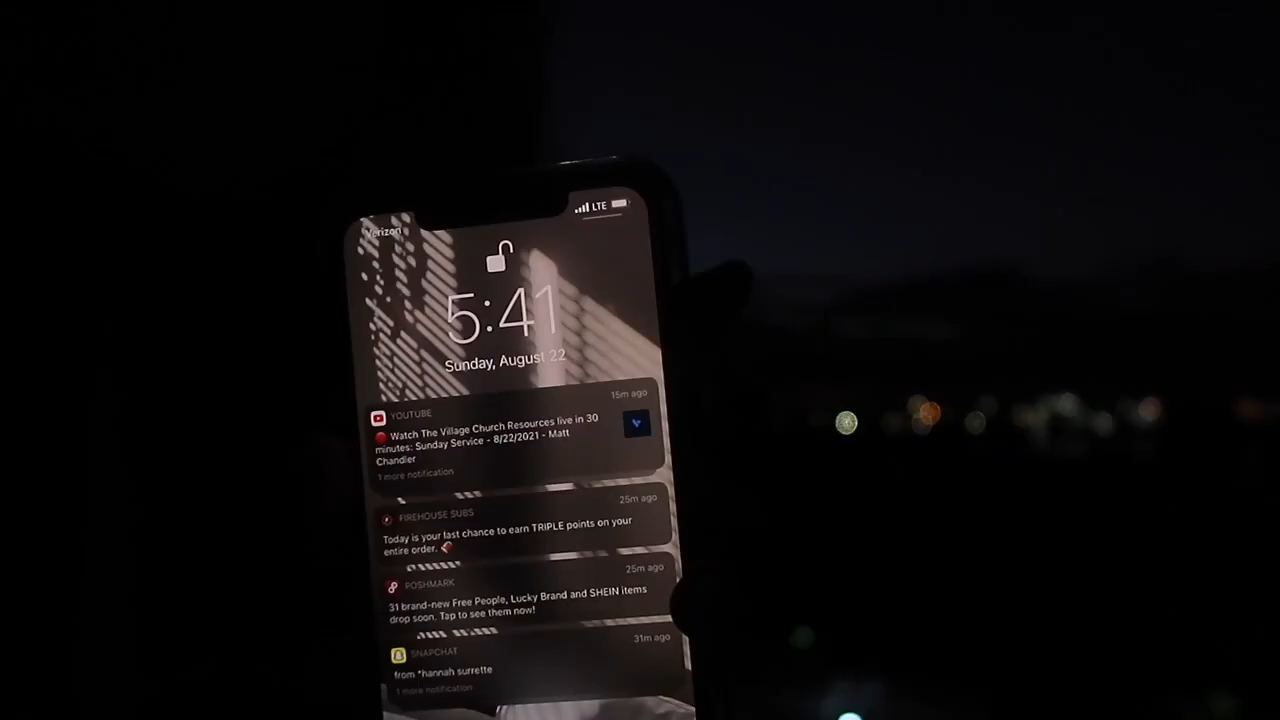 Verizon
LTE
5:41
Sunday, August 22
YOUTUBE
15m ago
🔴 Watch The Village Church Resources live in 30
minutes: Sunday Service - 8/22/2021 - Matt
Chandler
1 more notification
FIREHOUSE SUBS
25m ago
Today is your last chance to earn TRIPLE points on your
entire order.
POSHMARK
25m ago
31 brand-new Free People, Lucky Brand and SHEIN items
drop soon. Tap to see them now!
SNAPCHAT
31m ago
from *hannah surrette
1 more notification